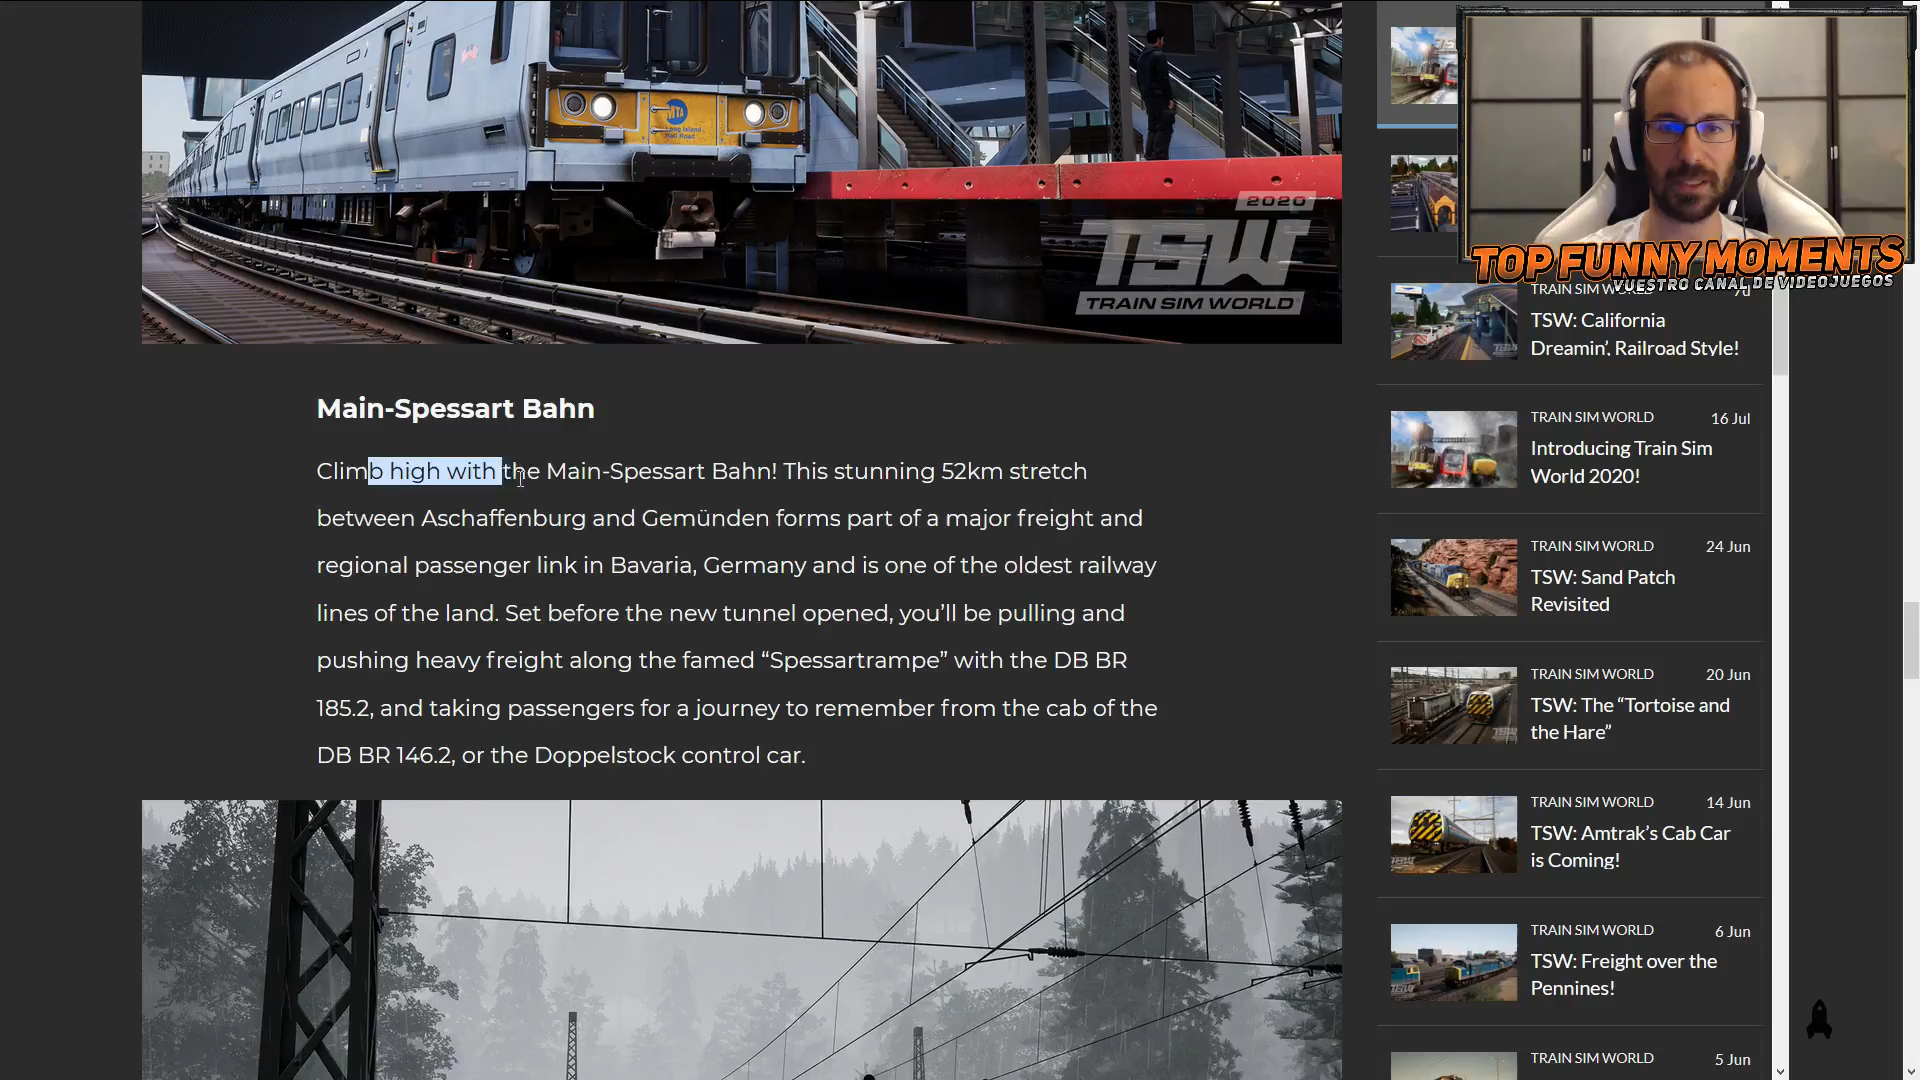 MTA
Long Island
Rail Road
2020
TSW
TRAIN SIM WORLD
Main-Spessart Bahn
Climb high with the Main-Spessart Bahn! This stunning 52km stretch
between Aschaffenburg and Gemünden forms part of a major freight and
regional passenger link in Bavaria, Germany and is one of the oldest railway
lines of the land. Set before the new tunnel opened, you’ll be pulling and
pushing heavy freight along the famed “Spessartrampe” with the DB BR
185.2, and taking passengers for a journey to remember from the cab of the
DB BR 146.2, or the Doppelstock control car.
TOP FUNNY MOMENTS
VUESTRO CANAL DE VIDEOJUEGOS
TRAIN SIM
TSW: California
Dreamin’, Railroad Style!
TRAIN SIM WORLD 16 Jul
Introducing Train Sim
World 2020!
TRAIN SIM WORLD 24 Jun
TSW: Sand Patch
Revisited
TRAIN SIM WORLD 20 Jun
TSW: The “Tortoise and
the Hare”
TRAIN SIM WORLD 14 Jun
TSW: Amtrak’s Cab Car
is Coming!
TRAIN SIM WORLD 6 Jun
TSW: Freight over the
Pennines!
TRAIN SIM WORLD 5 Jun